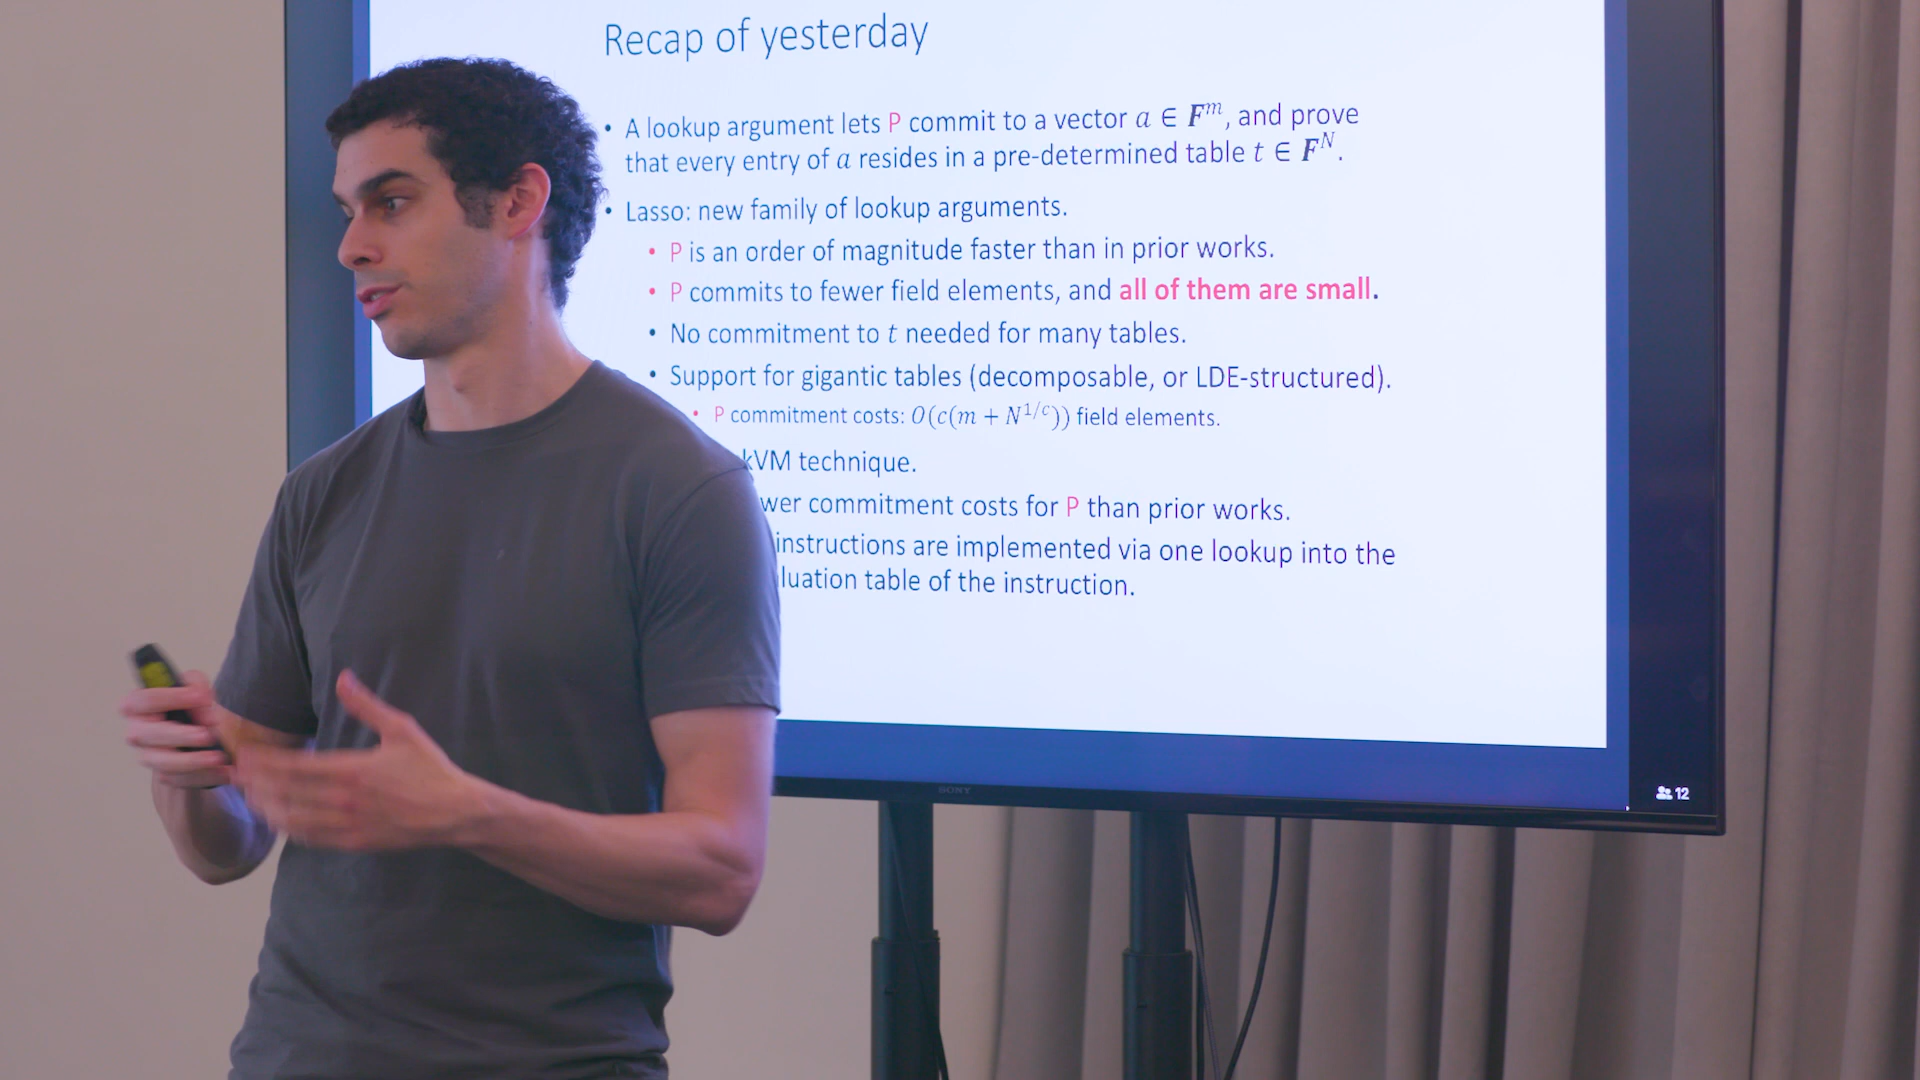 Recap of yesterday
• A lookup argument lets P commit to a vector a ∈ F^m, and prove
that every entry of a resides in a pre-determined table t ∈ F^N.
• Lasso: new family of lookup arguments.
• P is an order of magnitude faster than in prior works.
• P commits to fewer field elements, and all of them are small.
• No commitment to t needed for many tables.
• Support for gigantic tables (decomposable, or LDE-structured).
• P commitment costs: O(c(m + N^{1/c})) field elements.
kVM technique.
wer commitment costs for P than prior works.
instructions are implemented via one lookup into the
luation table of the instruction.
SONY
12